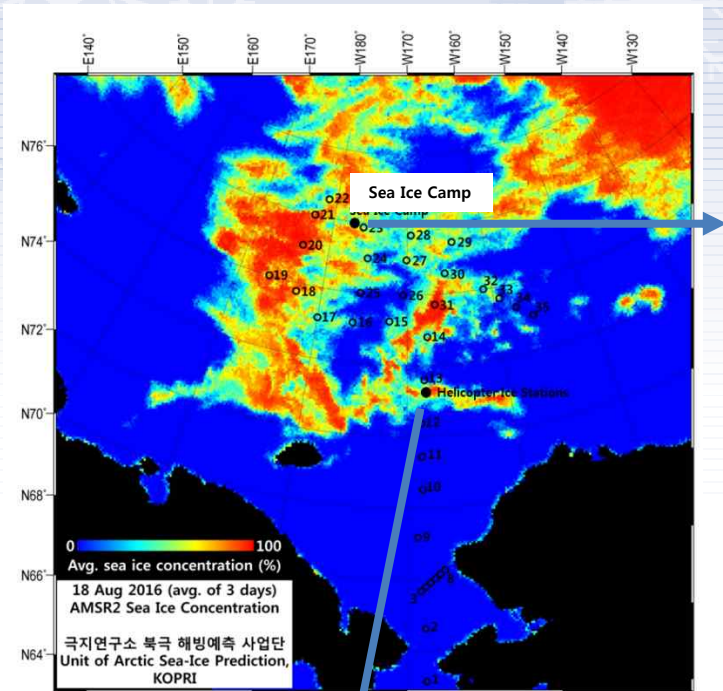 E140° E150° E160° E170° W180° W170° W160° W150° W140° W130°
N76°
N74°
N72°
N70°
N68°
N66°
N64°
Sea Ice Camp
Sea Ice Camp
22
21
23
28
29
20
24
27
19
30
18
25
26
32
33
31
34
35
17
16
15
14
13
Helicopter Ice Stations
12
11
10
9
8
3
2
1
0 100
Avg. sea ice concentration (%)
18 Aug 2016 (avg. of 3 days)
AMSR2 Sea Ice Concentration
극지연구소 북극 해빙예측 사업단
Unit of Arctic Sea-Ice Prediction,
KOPRI